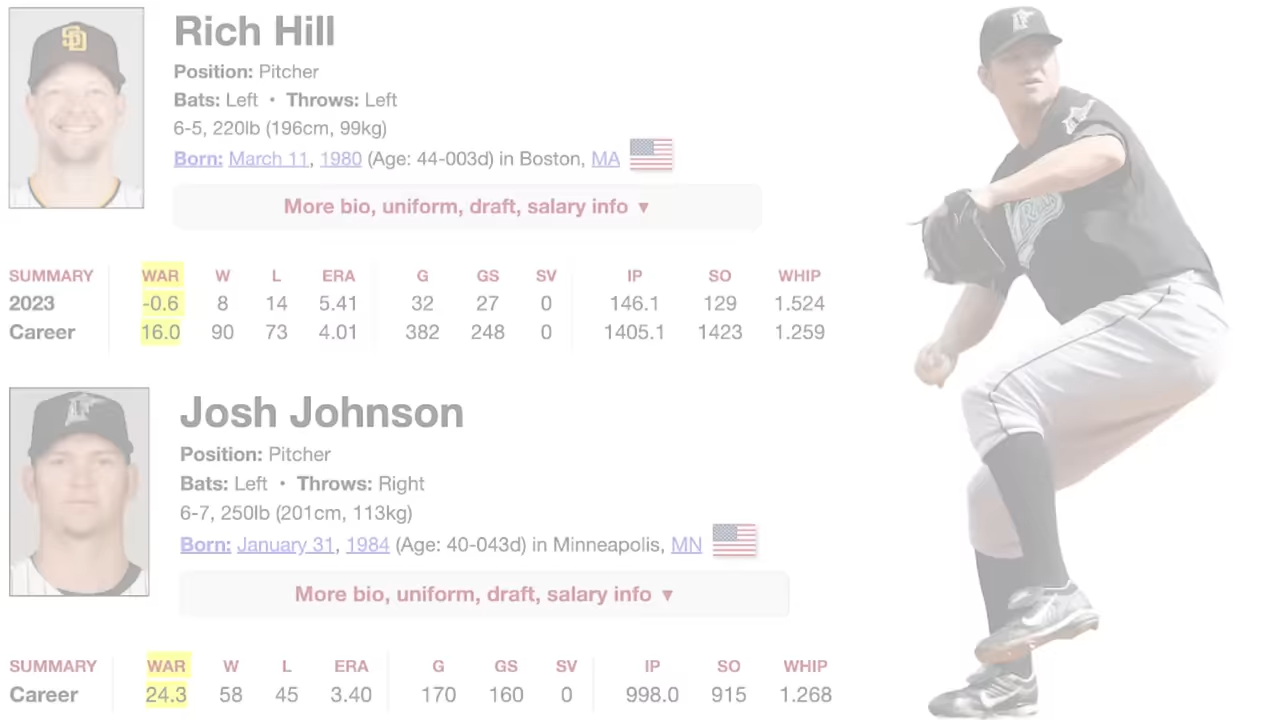 Rich Hill
Position: Pitcher
Bats: Left • Throws: Left
6-5, 220lb (196cm, 99kg)
Born: March 11, 1980 (Age: 44-003d) in Boston, MA
More bio, uniform, draft, salary info ▼
SUMMARY WAR W L ERA G GS SV IP SO WHIP
2023 -0.6 8 14 5.41 32 27 0 146.1 129 1.524
Career 16.0 90 73 4.01 382 248 0 1405.1 1423 1.259
Josh Johnson
Position: Pitcher
Bats: Left • Throws: Right
6-7, 250lb (201cm, 113kg)
Born: January 31, 1984 (Age: 40-043d) in Minneapolis, MN
More bio, uniform, draft, salary info ▼
SUMMARY WAR W L ERA G GS SV IP SO WHIP
Career 24.3 58 45 3.40 170 160 0 998.0 915 1.268